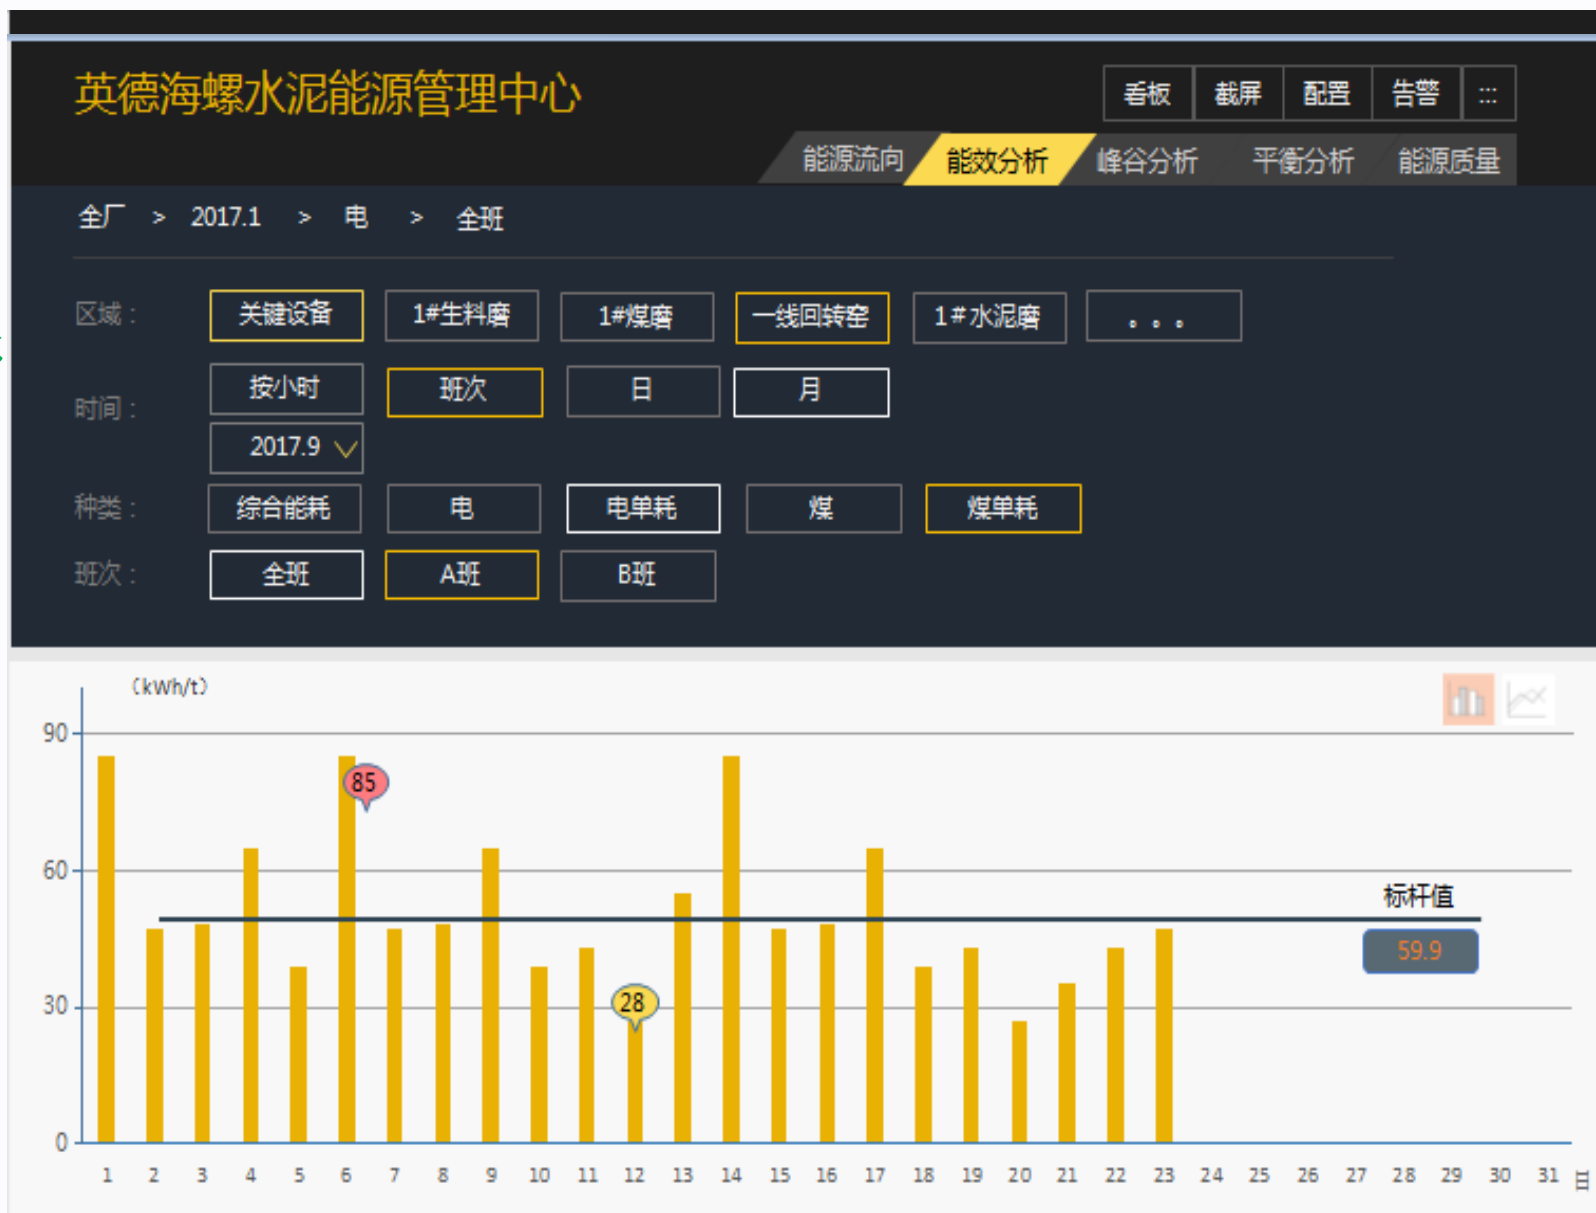 英德海螺水泥能源管理中心
看板 截屏 配置 告警 :::
能源流向 能效分析 峰谷分析 平衡分析 能源质量
全厂 > 2017.1 > 电 > 全班
区域： 关键设备 1#生料磨 1#煤磨 一线回转窑 1＃水泥磨 。。。
时间： 按小时 班次 日 月
2017.9
种类： 综合能耗 电 电单耗 煤 煤单耗
班次： 全班 A班 B班
（kWh/t）
90
85
60
标杆值
59.9
30
28
0
1 2 3 4 5 6 7 8 9 10 11 12 13 14 15 16 17 18 19 20 21 22 23 24 25 26 27 28 29 30 31 日